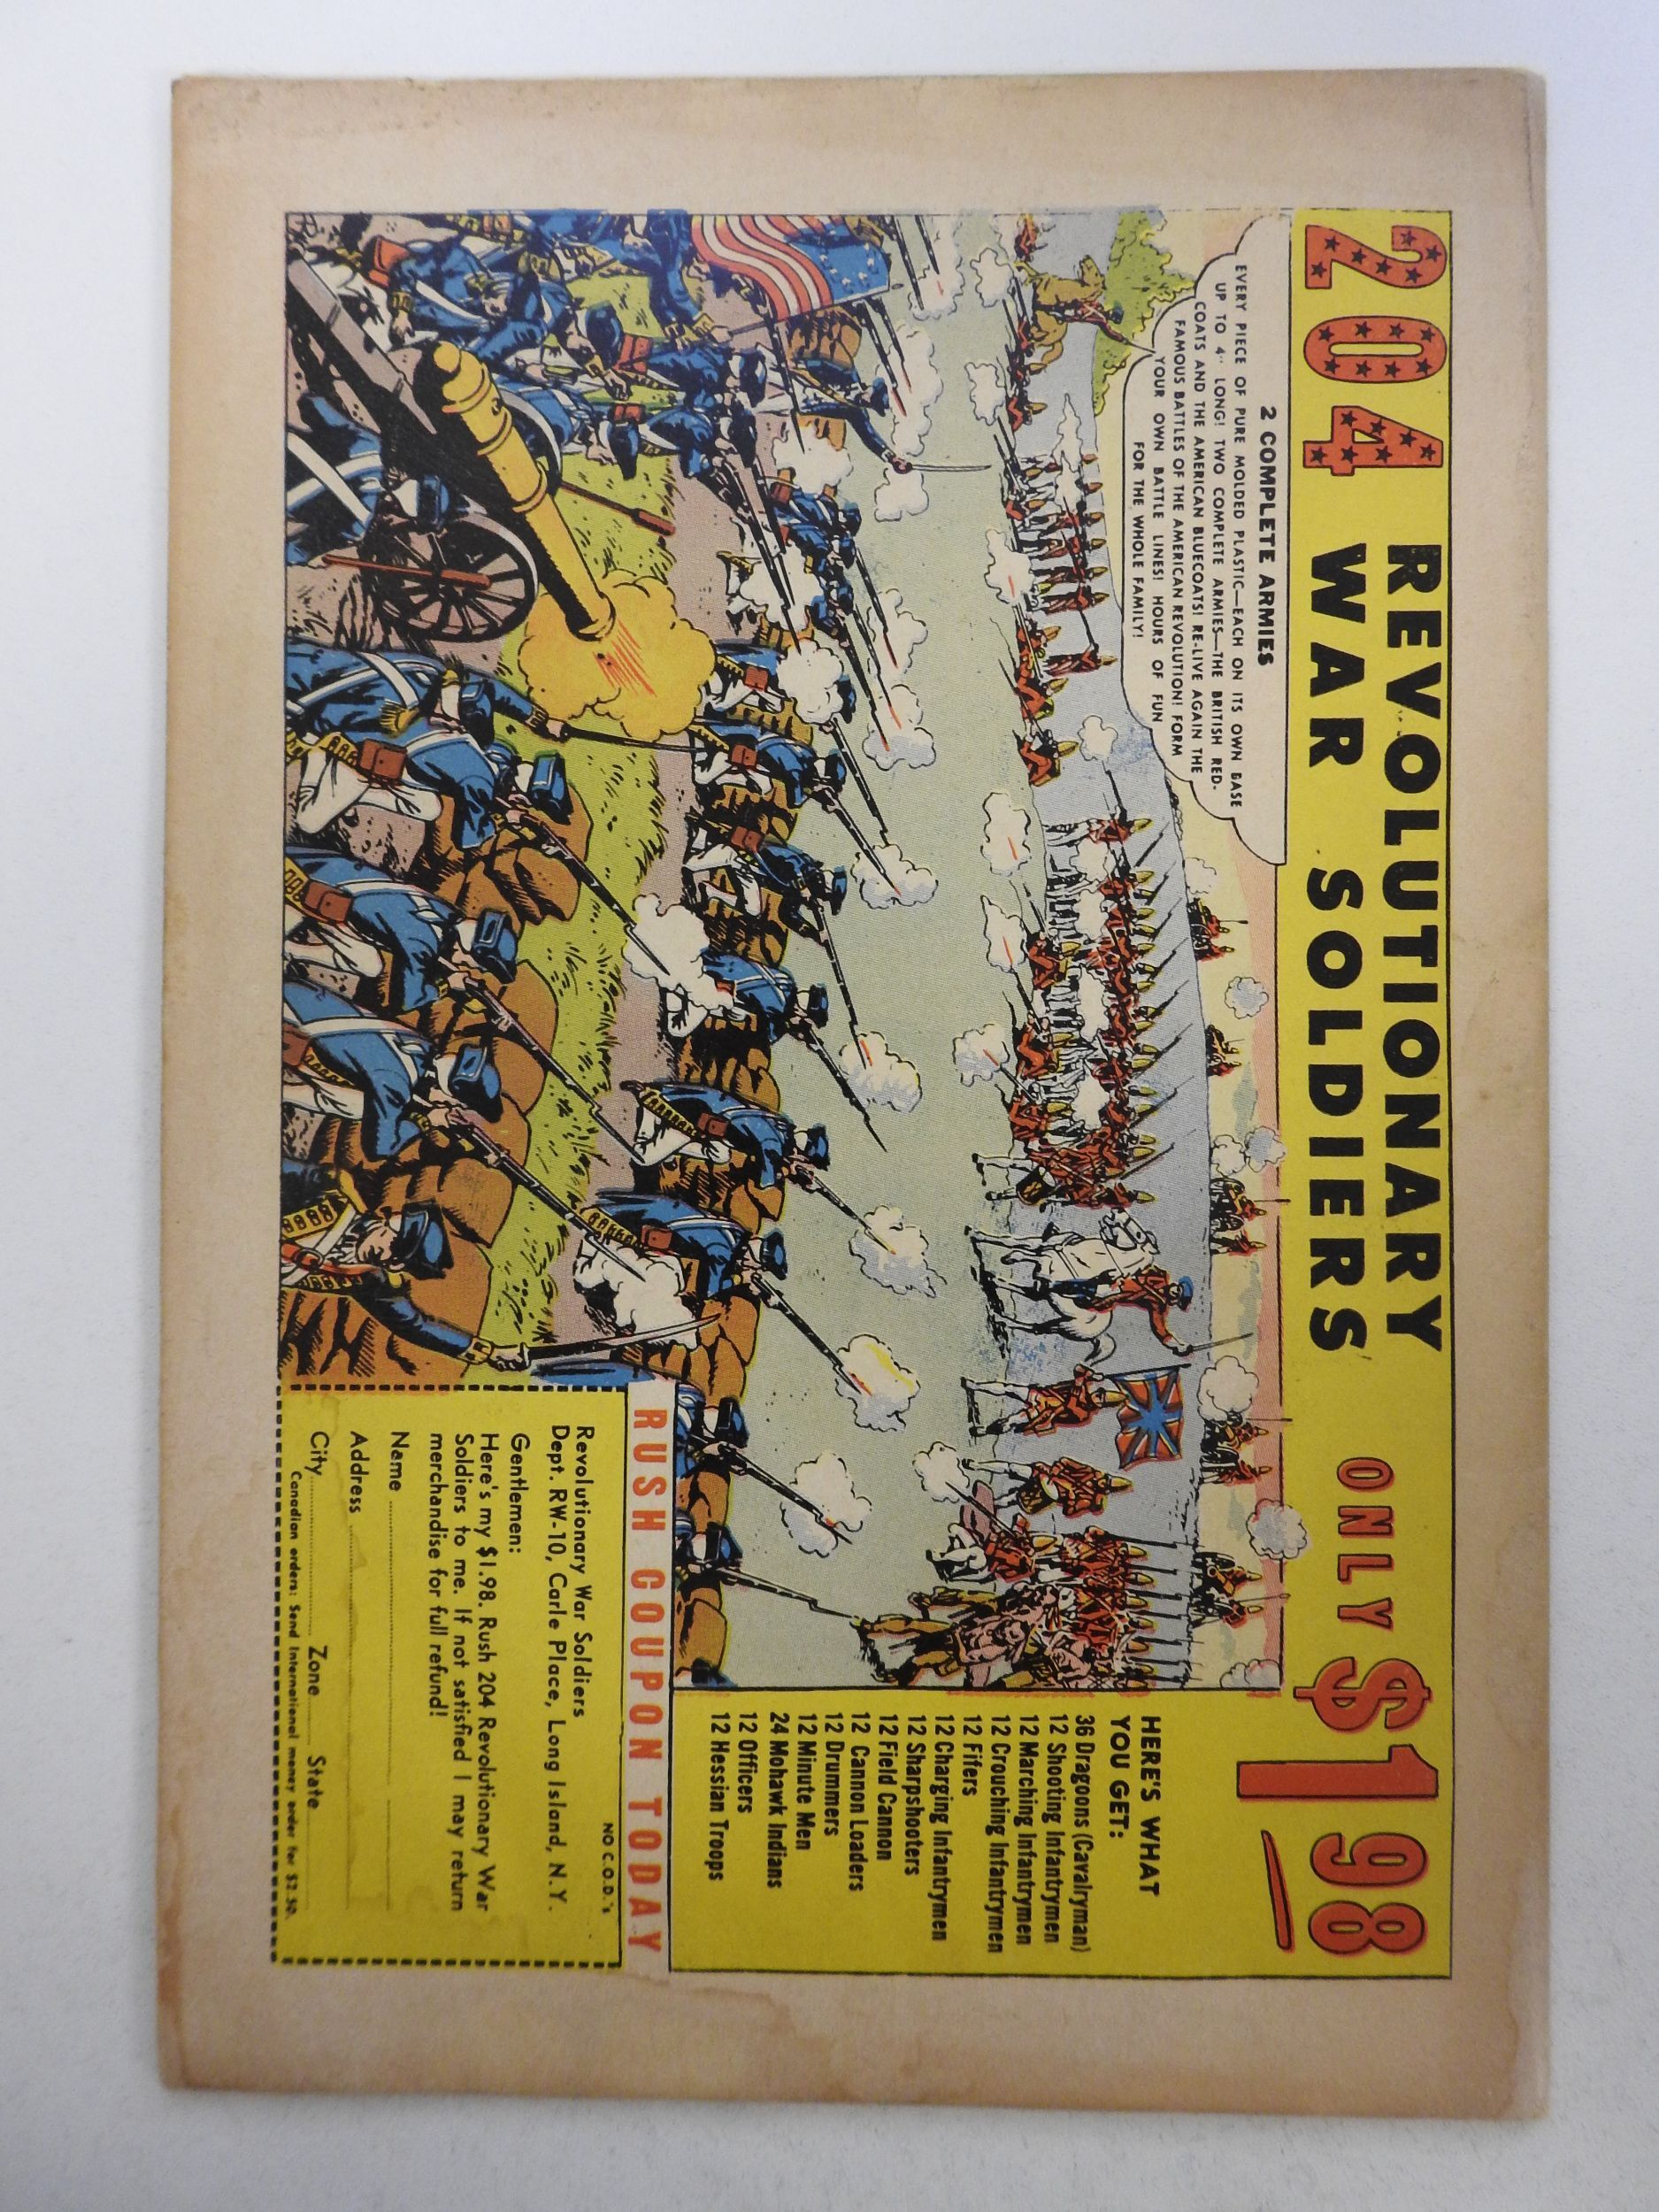 204 REVOLUTIONARY
WAR SOLDIERS
ONLY $1 98
2 COMPLETE ARMIES
EVERY PIECE OF PURE MOLDED PLASTIC—EACH ON ITS OWN BASE
UP TO 4" LONG! TWO COMPLETE ARMIES—THE BRITISH RED-
COATS AND THE AMERICAN BLUECOATS! RE-LIVE AGAIN THE
FAMOUS BATTLES OF THE AMERICAN REVOLUTION! FORM
YOUR OWN BATTLE LINES! HOURS OF FUN
FOR THE WHOLE FAMILY!
HERE'S WHAT
YOU GET:
36 Dragoons (Cavalryman)
12 Shooting Infantrymen
12 Marching Infantrymen
12 Crouching Infantrymen
12 Fifers
12 Charging Infantrymen
12 Sharpshooters
12 Field Cannon
12 Cannon Loaders
12 Drummers
12 Minute Men
24 Mohawk Indians
12 Officers
12 Hessian Troops
RUSH COUPON TODAY
NO C.O.D.'s
Revolutionary War Soldiers
Dept. RW-10, Carle Place, Long Island, N.Y.
Gentlemen:
Here's my $1.98. Rush 204 Revolutionary War
Soldiers to me. If not satisfied I may return
merchandise for full refund!
Name
Address
City Zone State
Canadian orders: Send International money order for $2.50.